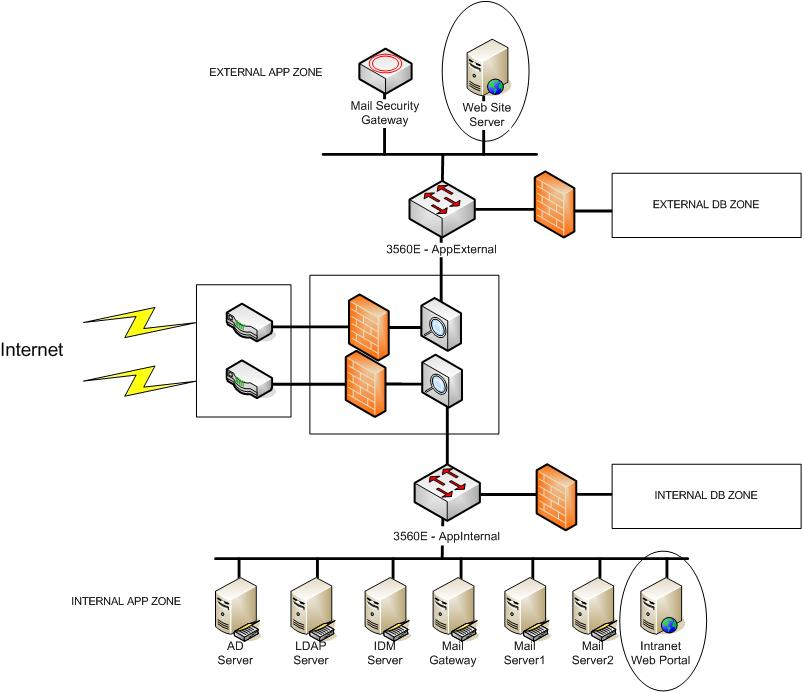 EXTERNAL APP ZONE
Mail Security
Gateway
Web Site
Server
EXTERNAL DB ZONE
3560E - AppExternal
Internet
INTERNAL DB ZONE
3560E - AppInternal
INTERNAL APP ZONE
AD
Server
LDAP
Server
IDM
Server
Mail
Gateway
Mail
Server1
Mail
Server2
Intranet
Web Portal